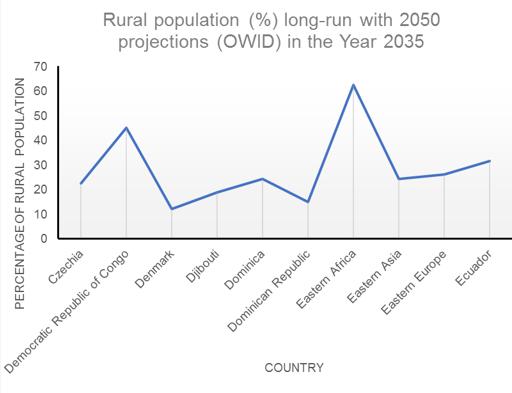 Rural population (%) long-run with 2050
projections (OWID) in the Year 2035
PERCENTAGE OF RURAL POPULATION
70
60
50
40
30
20
10
0
Czechia
Democratic Republic of Congo
Denmark
Djibouti
Dominica
Dominican Republic
Eastern Africa
Eastern Asia
Eastern Europe
Ecuador
COUNTRY